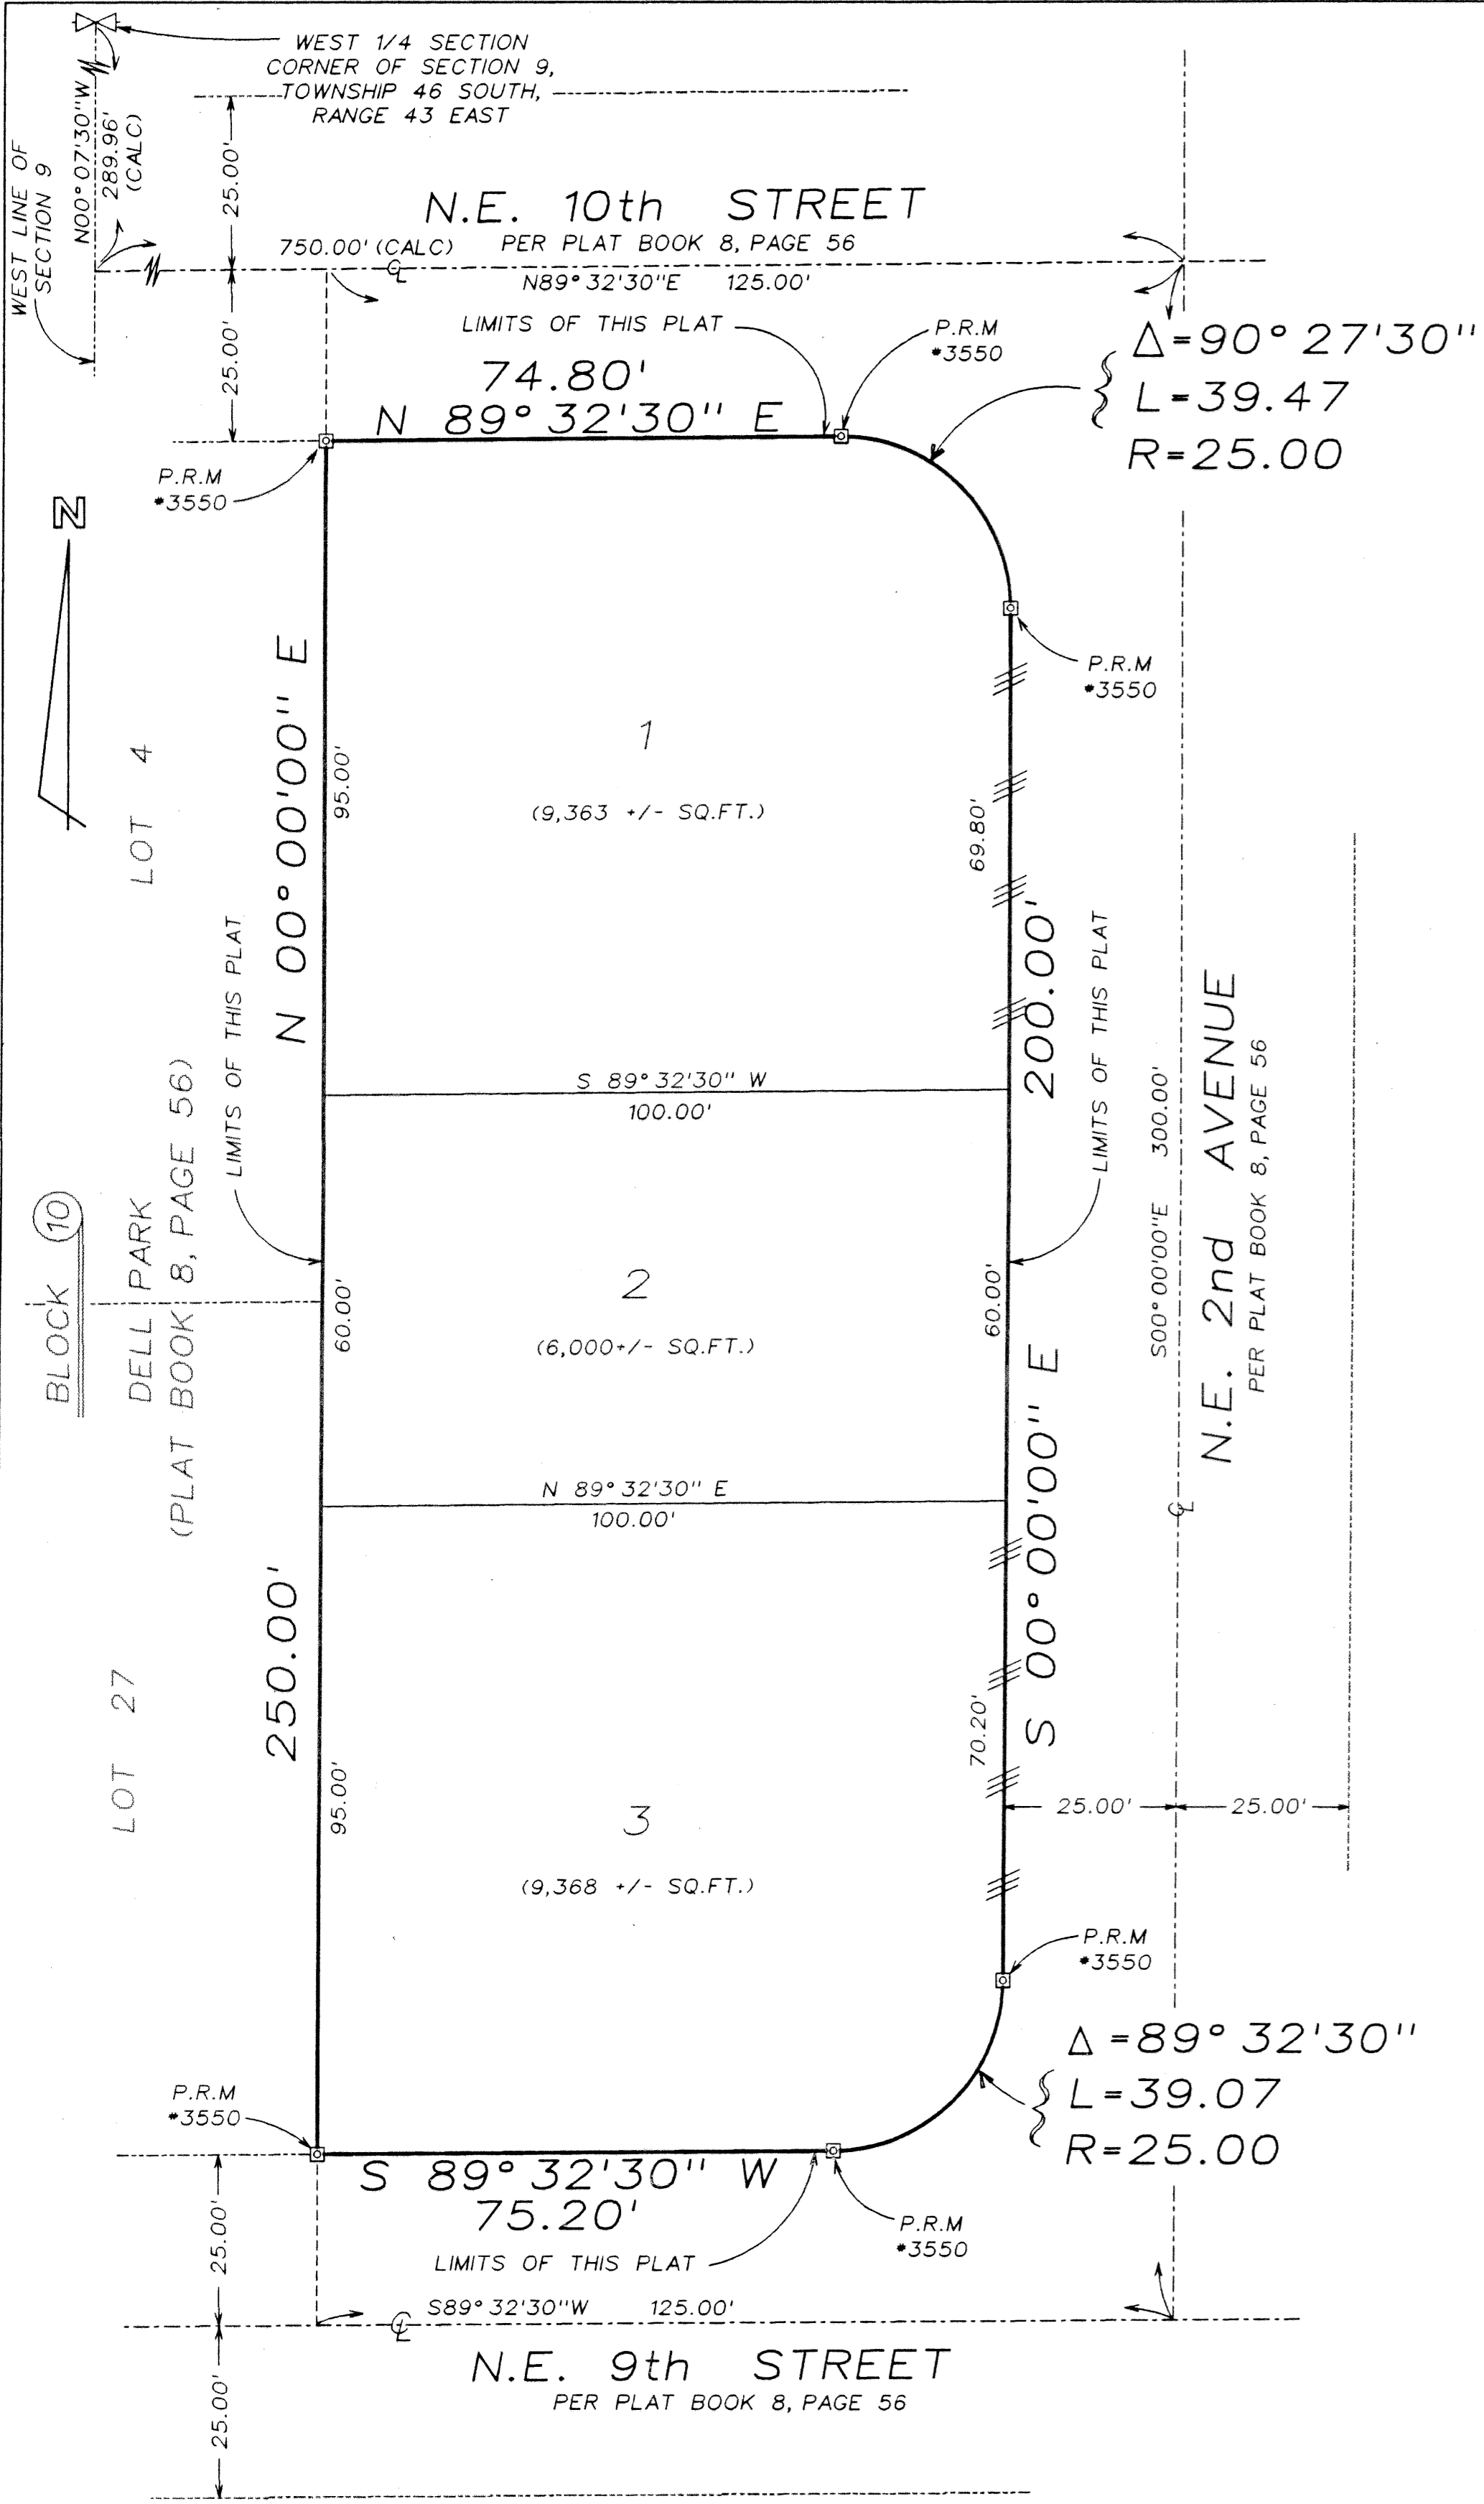 WEST 1/4 SECTION
CORNER OF SECTION 9,
TOWNSHIP 46 SOUTH,
RANGE 43 EAST
WEST LINE OF
SECTION 9
N00°07'30"W
289.96'
(CALC)
25.00'
N.E. 10th STREET
750.00' (CALC)
PER PLAT BOOK 8, PAGE 56
N89°32'30"E 125.00'
25.00'
LIMITS OF THIS PLAT
P.R.M
*3550
Δ=90°27'30"
L=39.47
R=25.00
74.80'
N 89°32'30" E
P.R.M
*3550
N
P.R.M
*3550
N 00°00'00" E
LOT 4
95.00'
1
(9,363 +/- SQ.FT.)
69.80'
200.00'
LIMITS OF THIS PLAT
LIMITS OF THIS PLAT
S 89°32'30" W
100.00'
S00°00'00"E 300.00'
N.E. 2nd AVENUE
PER PLAT BOOK 8, PAGE 56
BLOCK 10
DELL PARK
(PLAT BOOK 8, PAGE 56)
60.00'
2
(6,000+/- SQ.FT.)
60.00'
S 00°00'00" E
N 89°32'30" E
100.00'
250.00'
LOT 27
95.00'
3
(9,368 +/- SQ.FT.)
70.20'
25.00'
25.00'
P.R.M
*3550
Δ=89°32'30"
L=39.07
R=25.00
P.R.M
*3550
S 89°32'30" W
75.20'
P.R.M
*3550
LIMITS OF THIS PLAT
25.00'
S89°32'30"W 125.00'
N.E. 9th STREET
PER PLAT BOOK 8, PAGE 56
25.00'